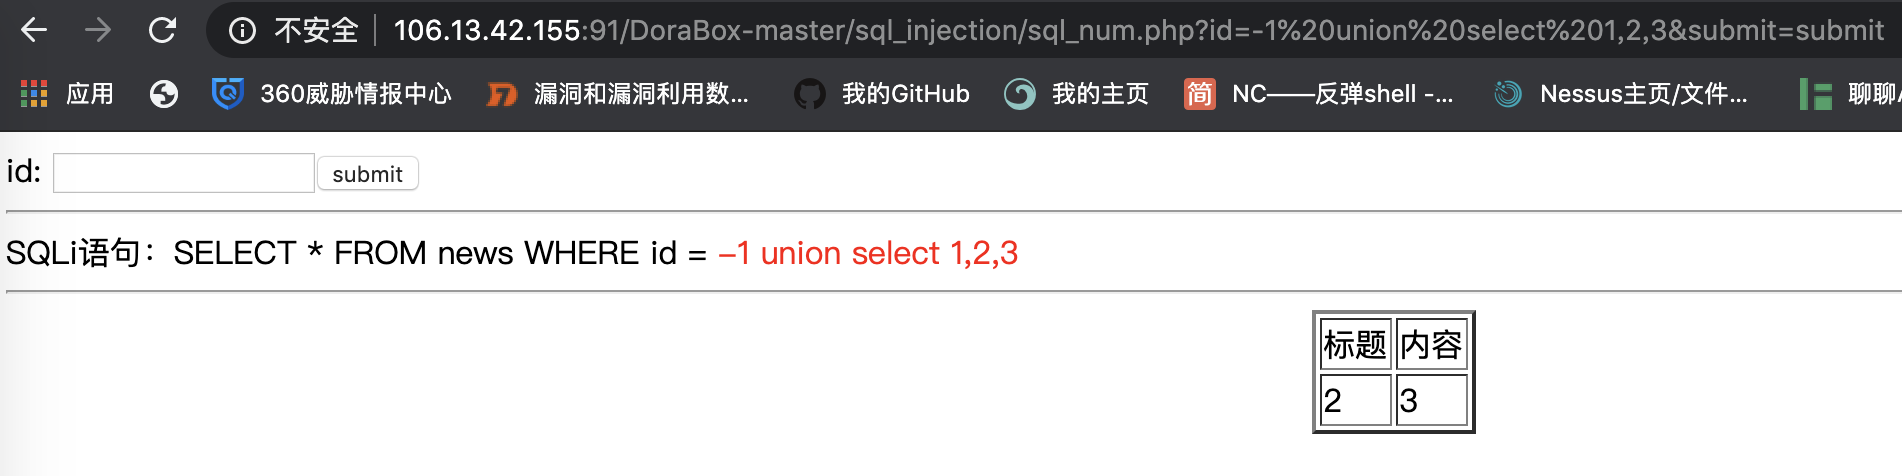 不安全 106.13.42.155:91/DoraBox-master/sql_injection/sql_num.php?id=-1%20union%20select%201,2,3&submit=submit
应用 360威胁情报中心 漏洞和漏洞利用数... 我的GitHub 我的主页 简 NC——反弹shell -... Nessus主页/文件... 聊聊
id: submit
SQLi语句：SELECT * FROM news WHERE id = -1 union select 1,2,3
标题 内容
2 3